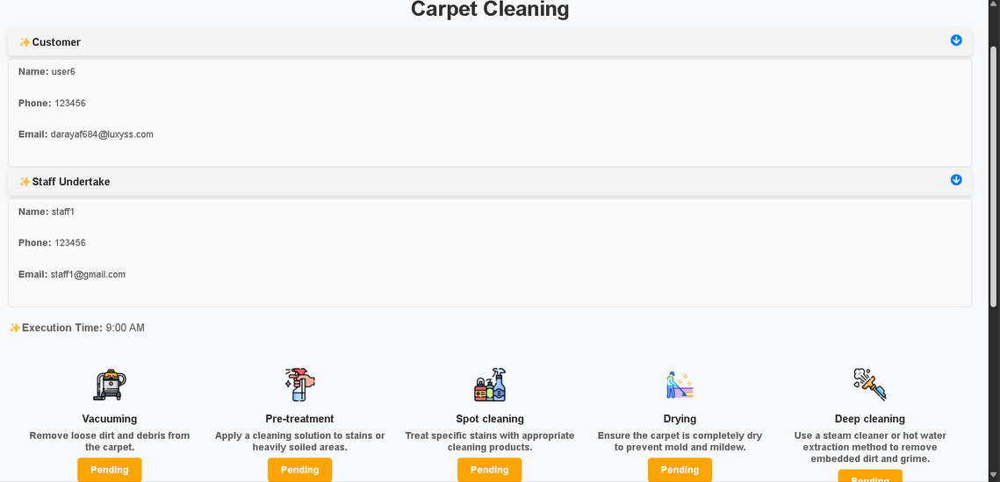 Carpet Cleaning
✨Customer
Name: user6
Phone: 123456
Email: darayaf684@luxyss.com
✨Staff Undertake
Name: staff1
Phone: 123456
Email: staff1@gmail.com
✨Execution Time: 9:00 AM
Vacuuming
Remove loose dirt and debris from
the carpet.
Pending
Pre-treatment
Apply a cleaning solution to stains or
heavily soiled areas.
Pending
Spot cleaning
Treat specific stains with appropriate
cleaning products.
Pending
Drying
Ensure the carpet is completely dry
to prevent mold and mildew.
Pending
Deep cleaning
Use a steam cleaner or hot water
extraction method to remove
embedded dirt and grime.
Pending